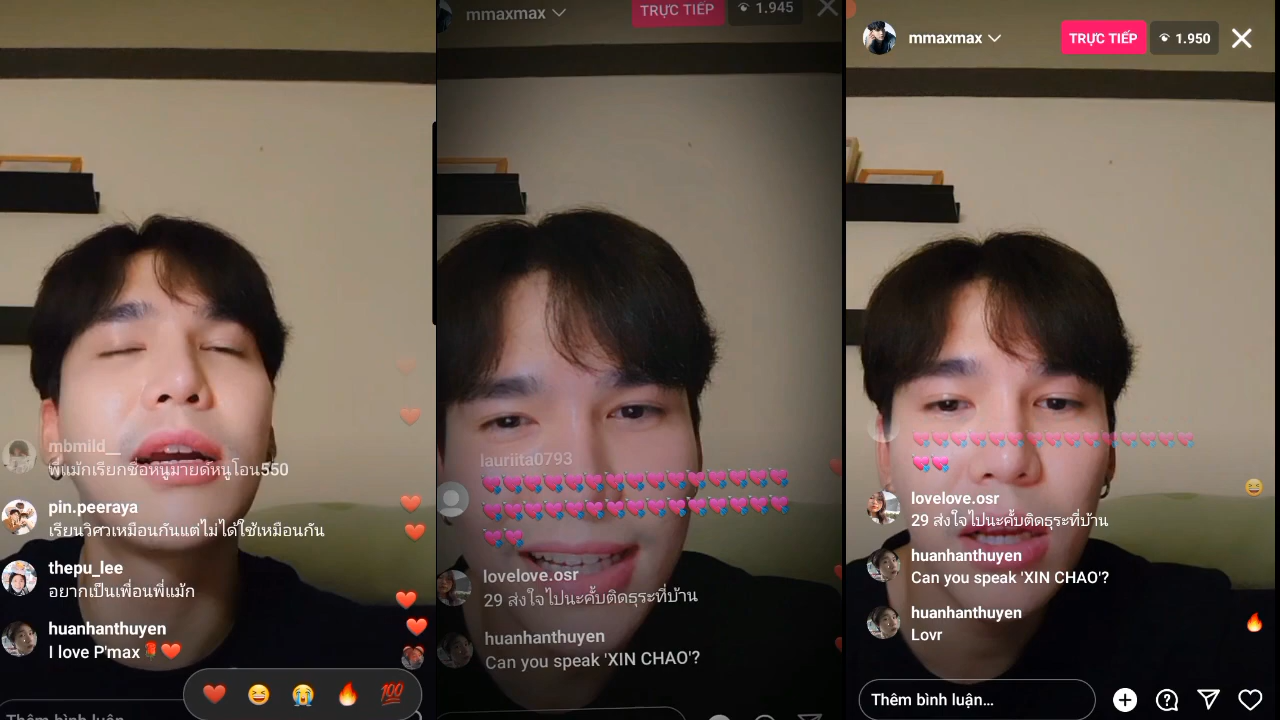 mbmild__
พี่แม้กเรียกชื่อหนูมายด์หนูโอน550
pin.peeraya
เรียนวิศวเหมือนกันแต่ไม่ได้ใช้เหมือนกัน
thepu_lee
อยากเป็นเพื่อนพี่แม้ก
huanhanthuyen
I love P'max
Thêm bình luận
mmaxmax
TRỰC TIẾP
1.945
lauriita0793
lovelove.osr
29 ส่งใจไปนะค้บติดธุระที่บ้าน
huanhanthuyen
Can you speak 'XIN CHAO'?
mmaxmax
TRỰC TIẾP
1.950
lovelove.osr
29 ส่งใจไปนะค้บติดธุระที่บ้าน
huanhanthuyen
Can you speak 'XIN CHAO'?
huanhanthuyen
Lovr
Thêm bình luận...